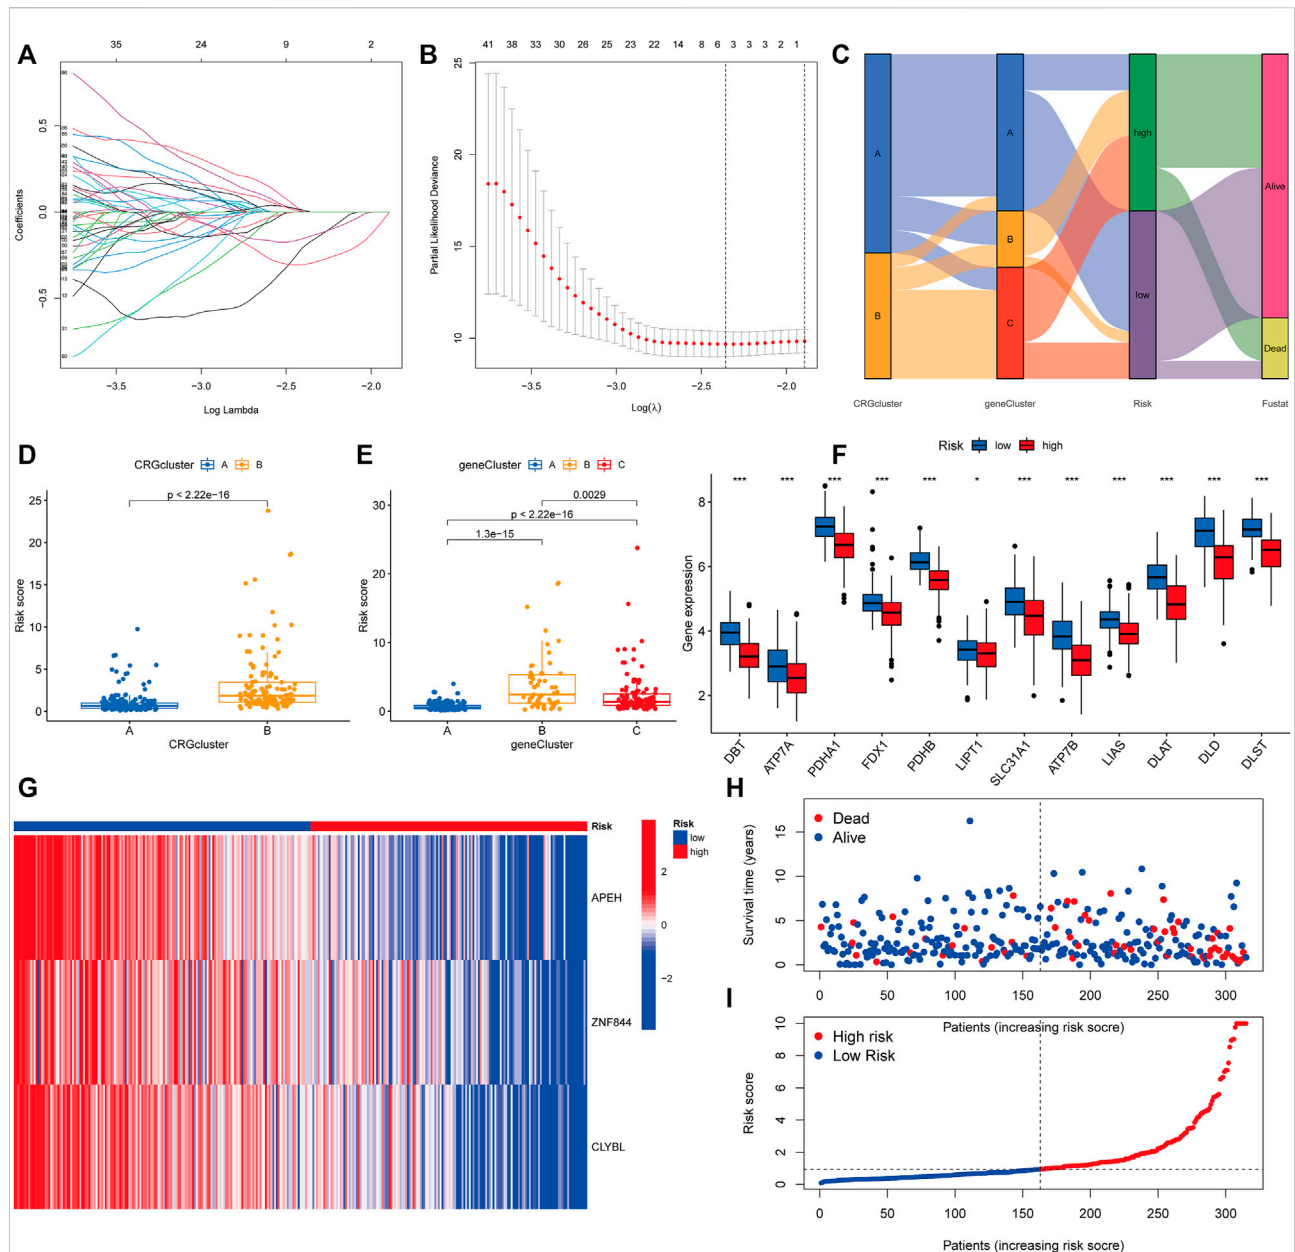 A
35 24 9 2
0.5
0.0
−0.5
Coefficients
−3.5 −3.0 −2.5 −2.0
Log Lambda
B
41 38 33 30 26 25 23 22 14 8 6 3 3 3 2 1
25
20
15
10
Partial Likelihood Deviance
−3.5 −3.0 −2.5 −2.0
Log(λ)
C
A
B
A
B
C
high
low
Alive
Dead
CRGcluster geneCluster Risk Fustat
D
CRGcluster A B
p < 2.22e−16
25
20
15
10
5
0
Risk score
A B
CRGcluster
E
geneCluster A B C
0.0029
p < 2.22e−16
1.3e−15
30
20
10
0
Risk score
A B C
geneCluster
F
Risk low high
*** *** *** *** *** * *** *** *** *** *** ***
8
6
4
2
Gene expression
DBT ATP7A PDHA1 FDX1 PDHB LIPT1 SLC31A1 ATP7B LIAS DLAT DLD DLST
G
Risk
APEH
ZNF844
CLYBL
2
0
−2
Risk
low
high
H
Dead
Alive
15
10
5
0
Survival time (years)
0 50 100 150 200 250 300
Patients (increasing risk socre)
I
High risk
Low Risk
10
8
6
4
2
0
Risk score
0 50 100 150 200 250 300
Patients (increasing risk socre)